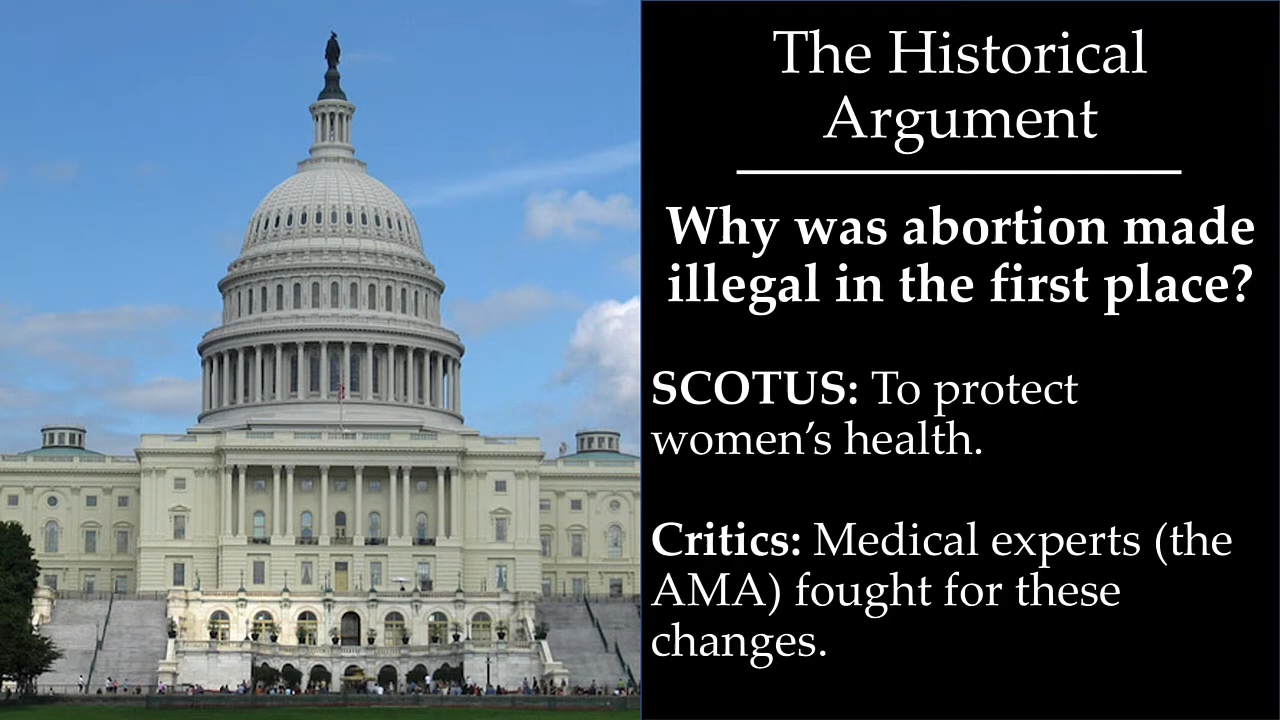 The Historical
Argument
Why was abortion made
illegal in the first place?
SCOTUS: To protect
women’s health.
Critics: Medical experts (the
AMA) fought for these
changes.